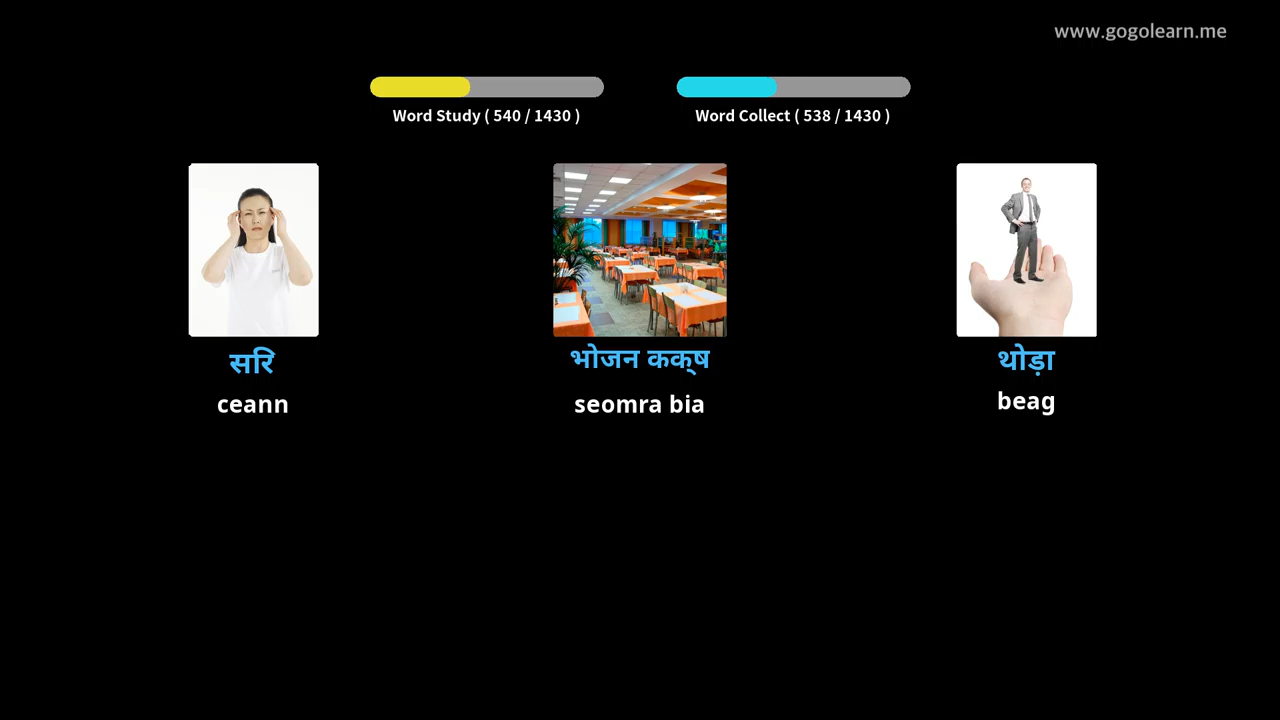 www.gogolearn.me
Word Study ( 540 / 1430 )
Word Collect ( 538 / 1430 )
सरि
भोजन कक्ष
थोड़ा
ceann
seomra bia
beag